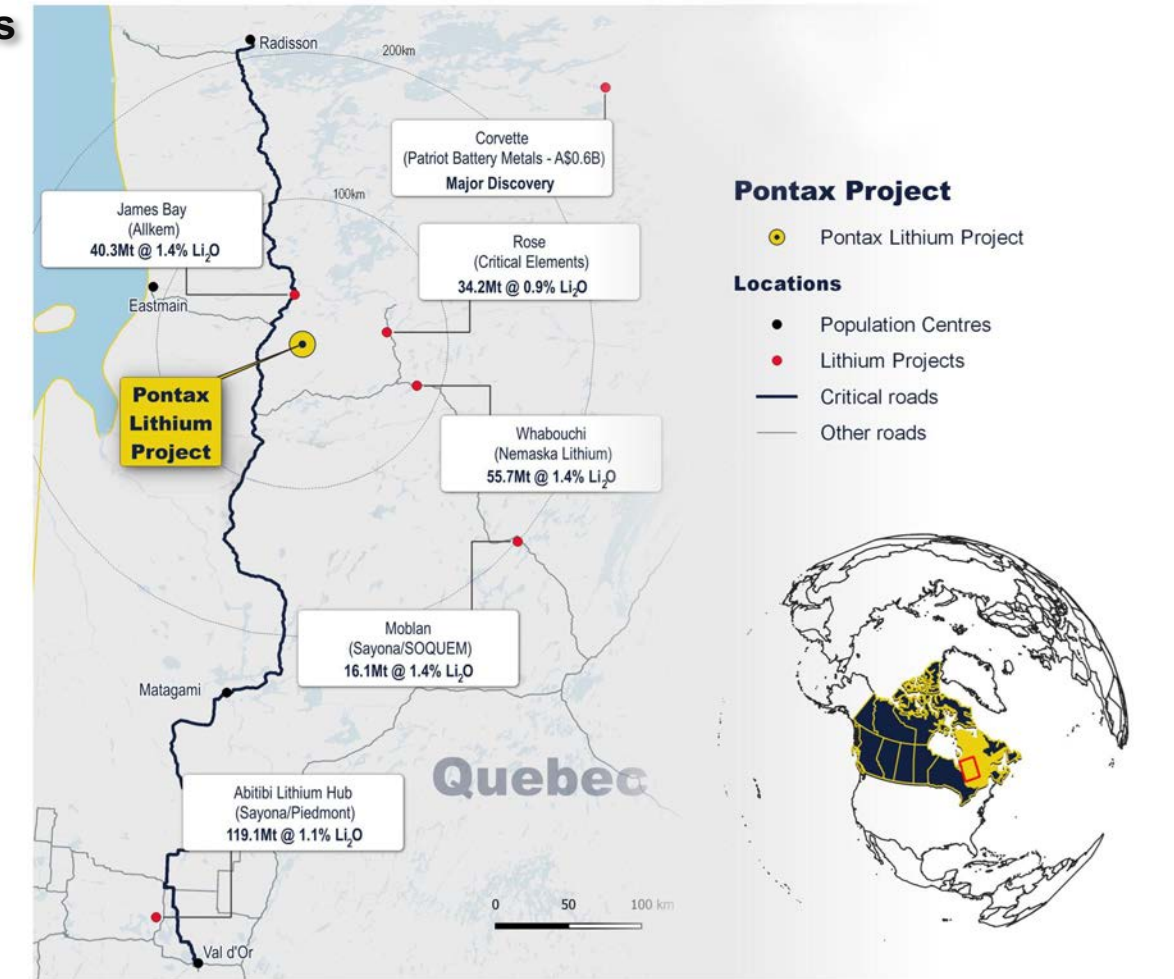 s
Radisson
200km
Corvette
(Patriot Battery Metals - A$0.6B)
Major Discovery
100km
James Bay
(Allkem)
40.3Mt @ 1.4% Li₂O
Rose
(Critical Elements)
34.2Mt @ 0.9% Li₂O
Eastmain
Pontax
Lithium
Project
Whabouchi
(Nemaska Lithium)
55.7Mt @ 1.4% Li₂O
Moblan
(Sayona/SOQUEM)
16.1Mt @ 1.4% Li₂O
Matagami
Quebec
Abitibi Lithium Hub
(Sayona/Piedmont)
119.1Mt @ 1.1% Li₂O
0 50 100 km
Val d'Or
Pontax Project
Pontax Lithium Project
Locations
Population Centres
Lithium Projects
Critical roads
Other roads